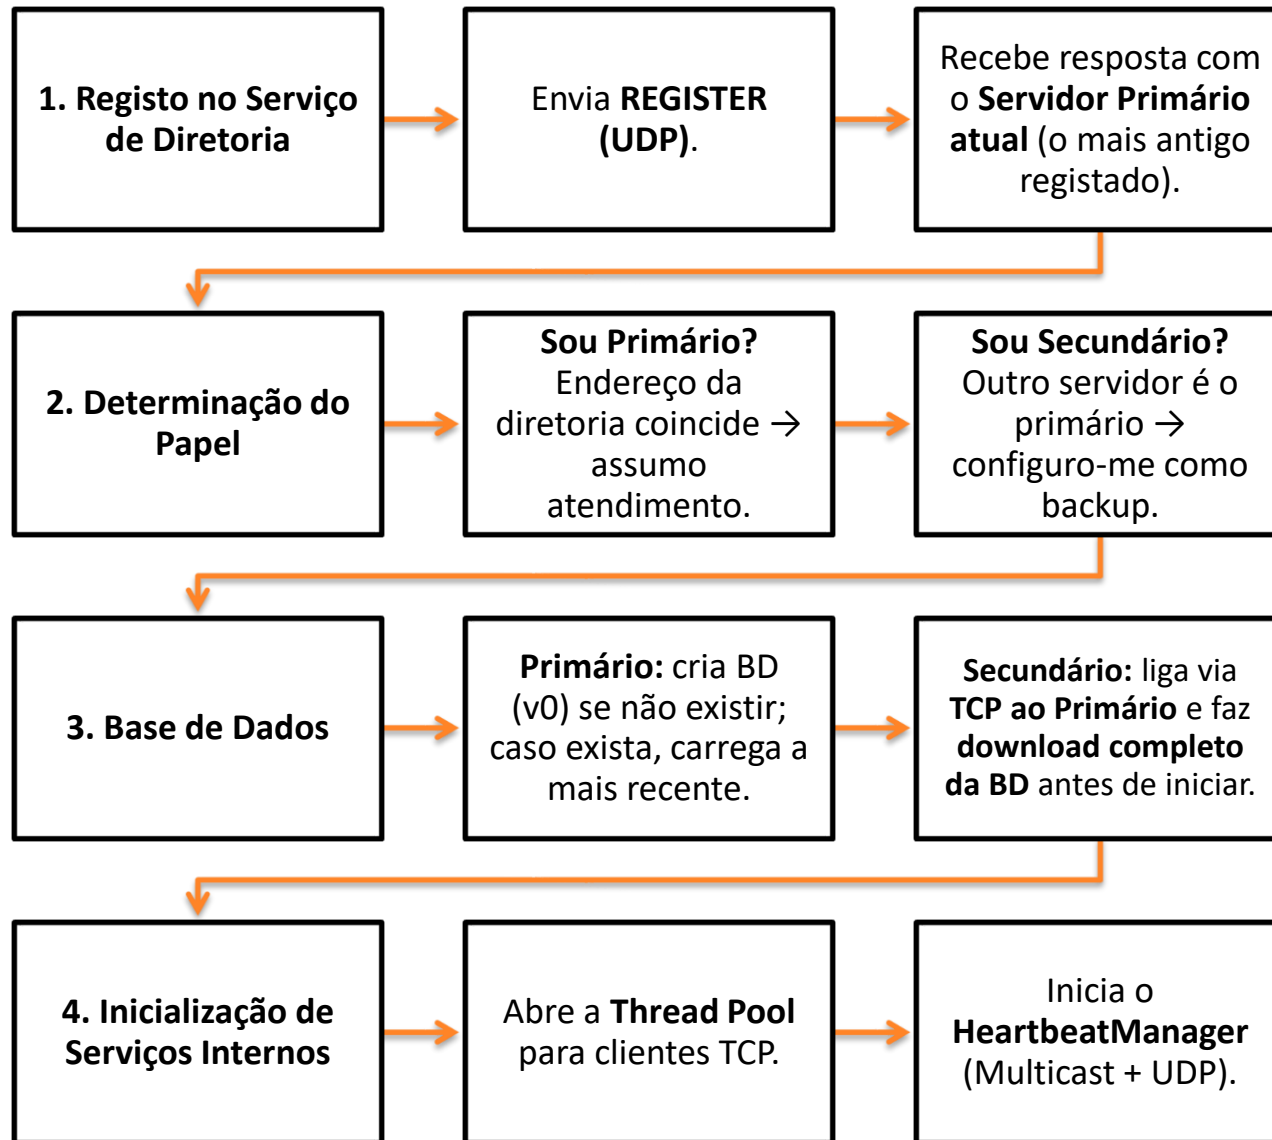 1. Registo no Serviço
de Diretoria
Envia REGISTER
(UDP).
Recebe resposta com
o Servidor Primário
atual (o mais antigo
registado).
2. Determinação do
Papel
Sou Primário?
Endereço da
diretoria coincide →
assumo
atendimento.
Sou Secundário?
Outro servidor é o
primário →
configuro-me como
backup.
3. Base de Dados
Primário: cria BD
(v0) se não existir;
caso exista, carrega a
mais recente.
Secundário: liga via
TCP ao Primário e faz
download completo
da BD antes de iniciar.
4. Inicialização de
Serviços Internos
Abre a Thread Pool
para clientes TCP.
Inicia o
HeartbeatManager
(Multicast + UDP).